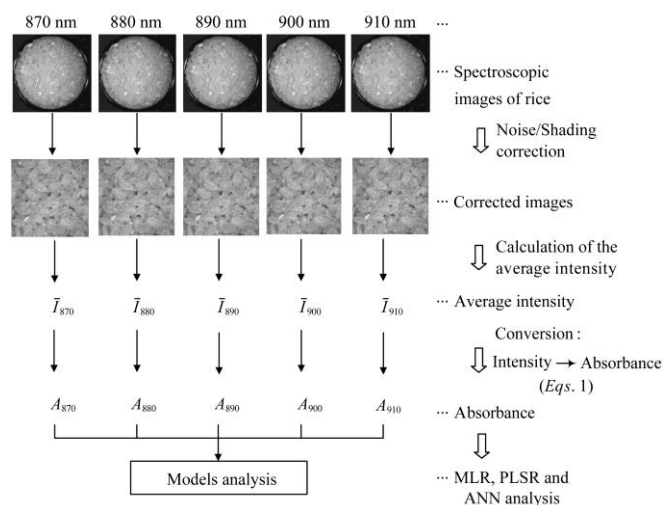 870 nm 880 nm 890 nm 900 nm 910 nm ...
... Spectroscopic
images of rice
Noise/Shading
correction
... Corrected images
Calculation of the
average intensity
Ī₈₇₀ Ī₈₈₀ Ī₈₉₀ Ī₉₀₀ Ī₉₁₀ ... Average intensity
Conversion :
Intensity → Absorbance
(Eqs. 1)
A₈₇₀ A₈₈₀ A₈₉₀ A₉₀₀ A₉₁₀ ... Absorbance
Models analysis
... MLR, PLSR and
ANN analysis